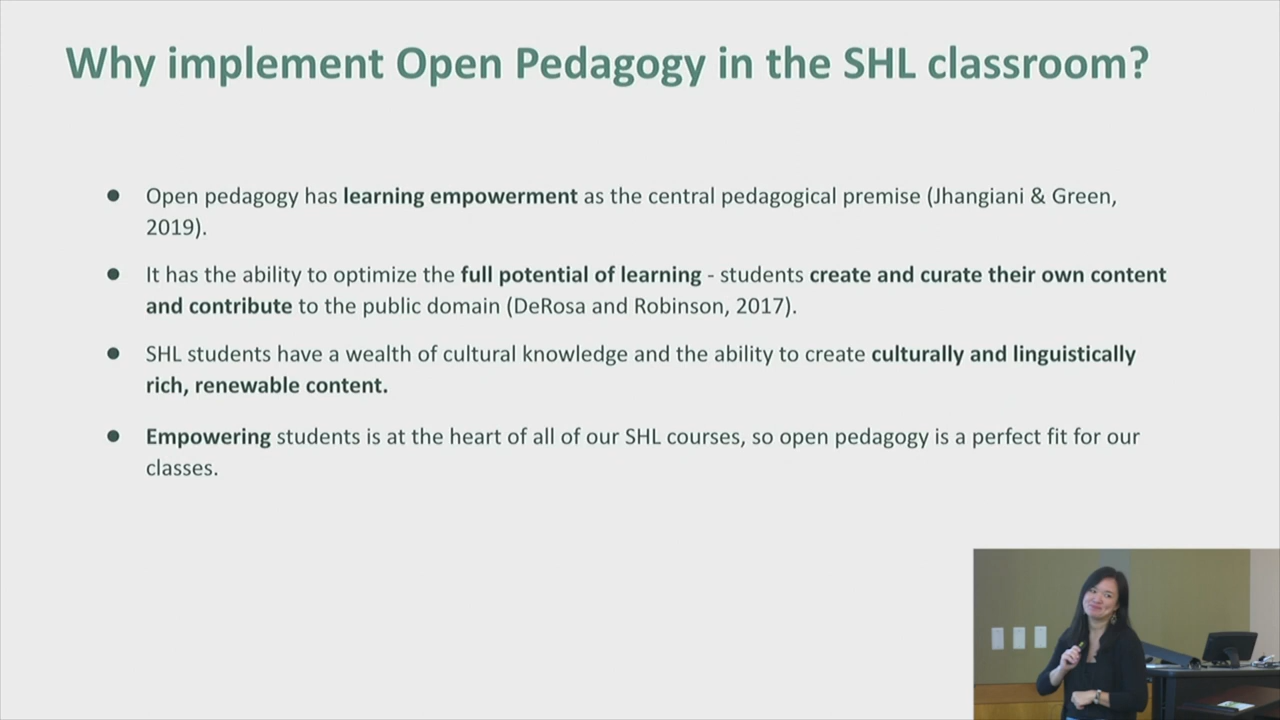 Why implement Open Pedagogy in the SHL classroom?
● Open pedagogy has learning empowerment as the central pedagogical premise (Jhangiani & Green,
2019).
● It has the ability to optimize the full potential of learning - students create and curate their own content
and contribute to the public domain (DeRosa and Robinson, 2017).
● SHL students have a wealth of cultural knowledge and the ability to create culturally and linguistically
rich, renewable content.
● Empowering students is at the heart of all of our SHL courses, so open pedagogy is a perfect fit for our
classes.